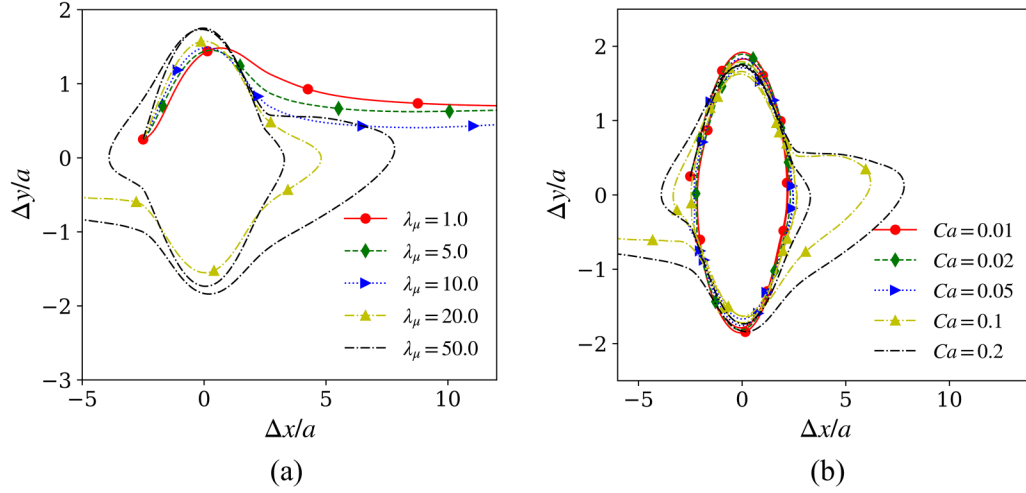 2
1
0
−1
−2
−3
−5
0
5
10
Δy/a
Δx/a
λμ = 1.0
λμ = 5.0
λμ = 10.0
λμ = 20.0
λμ = 50.0
(a)
2
1
0
−1
−2
−5
0
5
10
Δy/a
Δx/a
Ca = 0.01
Ca = 0.02
Ca = 0.05
Ca = 0.1
Ca = 0.2
(b)